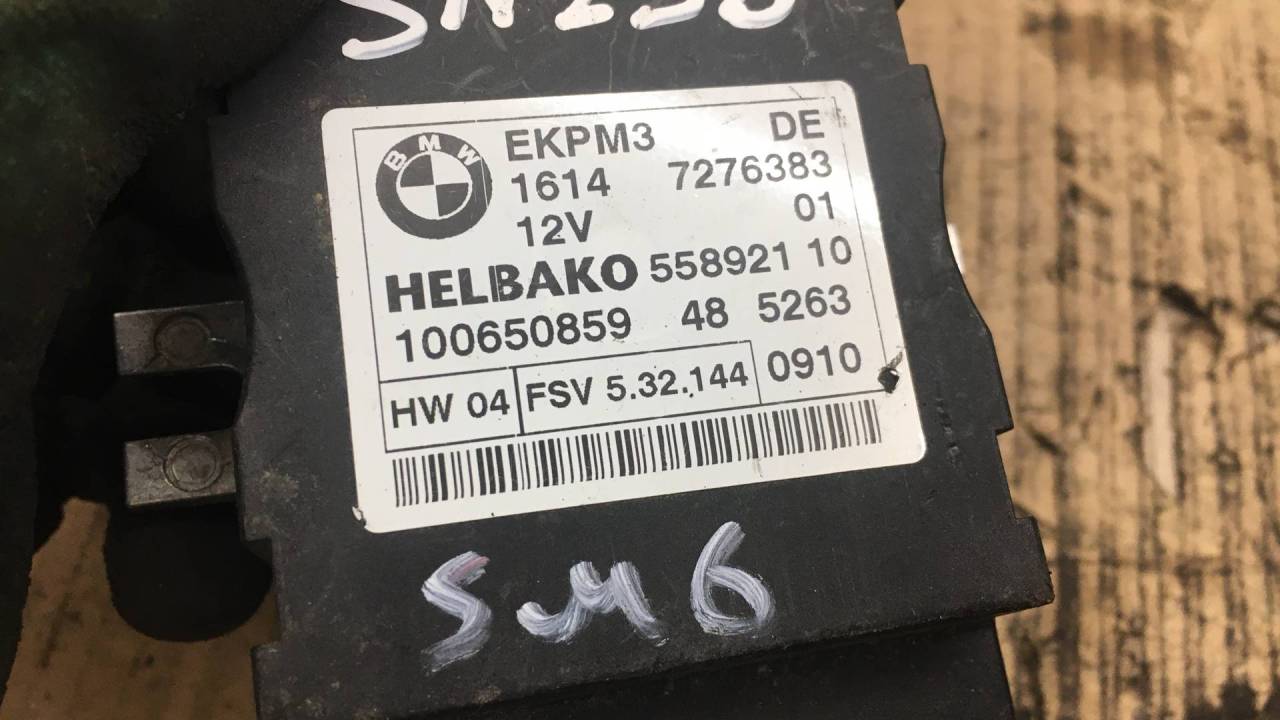 BMW
EKPM3 DE
1614 7276383
12V 01
HELBAKO 558921 10
100650859 48 5263
HW 04 FSV 5.32.144 0910